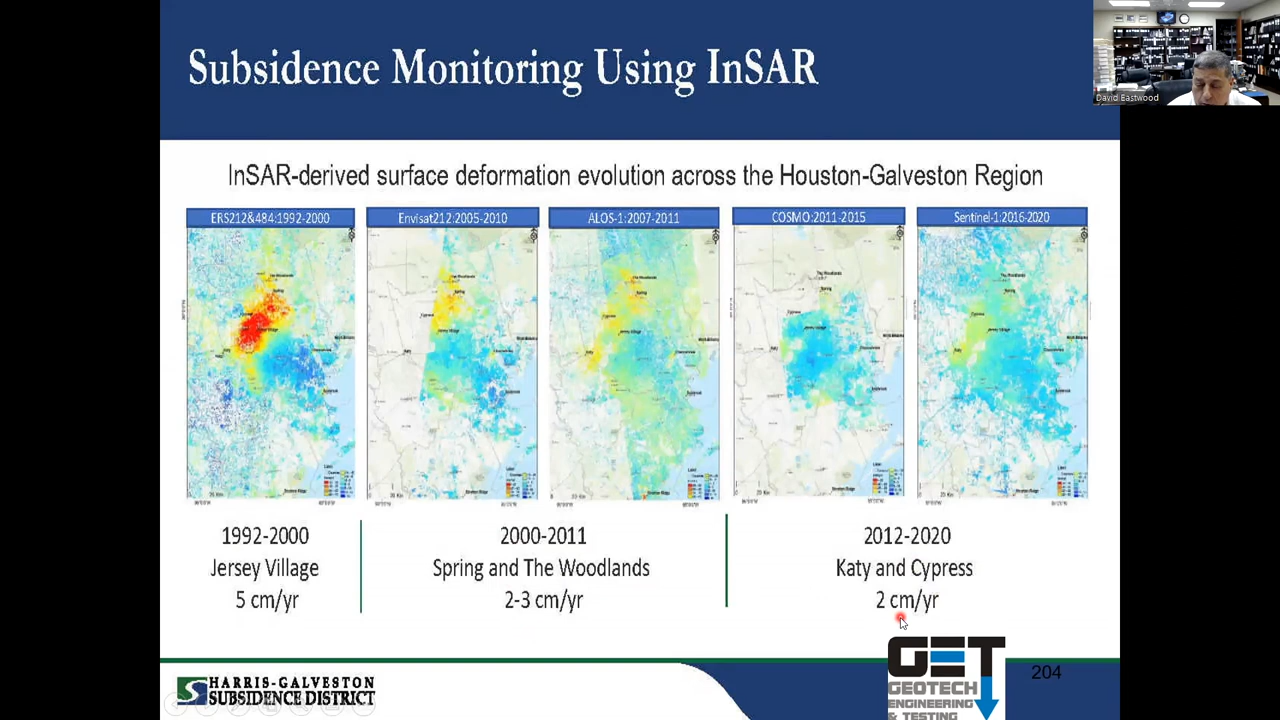 Subsidence Monitoring Using InSAR
David Eastwood
InSAR-derived surface deformation evolution across the Houston-Galveston Region
ERS212&484:1992-2000
Envisat212:2005-2010
ALOS-1:2007-2011
COSMO:2011-2015
Sentinel-1:2016-2020
1992-2000
Jersey Village
5 cm/yr
2000-2011
Spring and The Woodlands
2-3 cm/yr
2012-2020
Katy and Cypress
2 cm/yr
HARRIS-GALVESTON
SUBSIDENCE DISTRICT
GET
GEOTECH
ENGINEERING
& TESTING
204